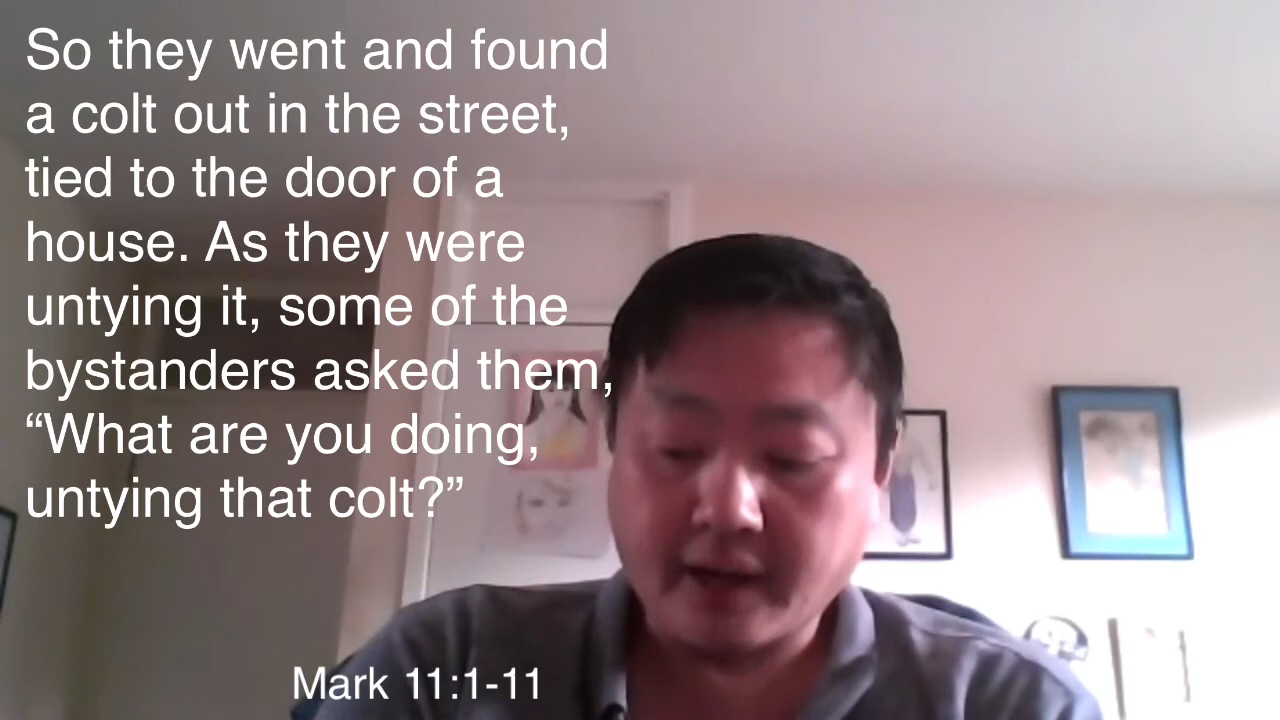 So they went and found
a colt out in the street,
tied to the door of a
house. As they were
untying it, some of the
bystanders asked them,
“What are you doing,
untying that colt?”
Mark 11:1-11